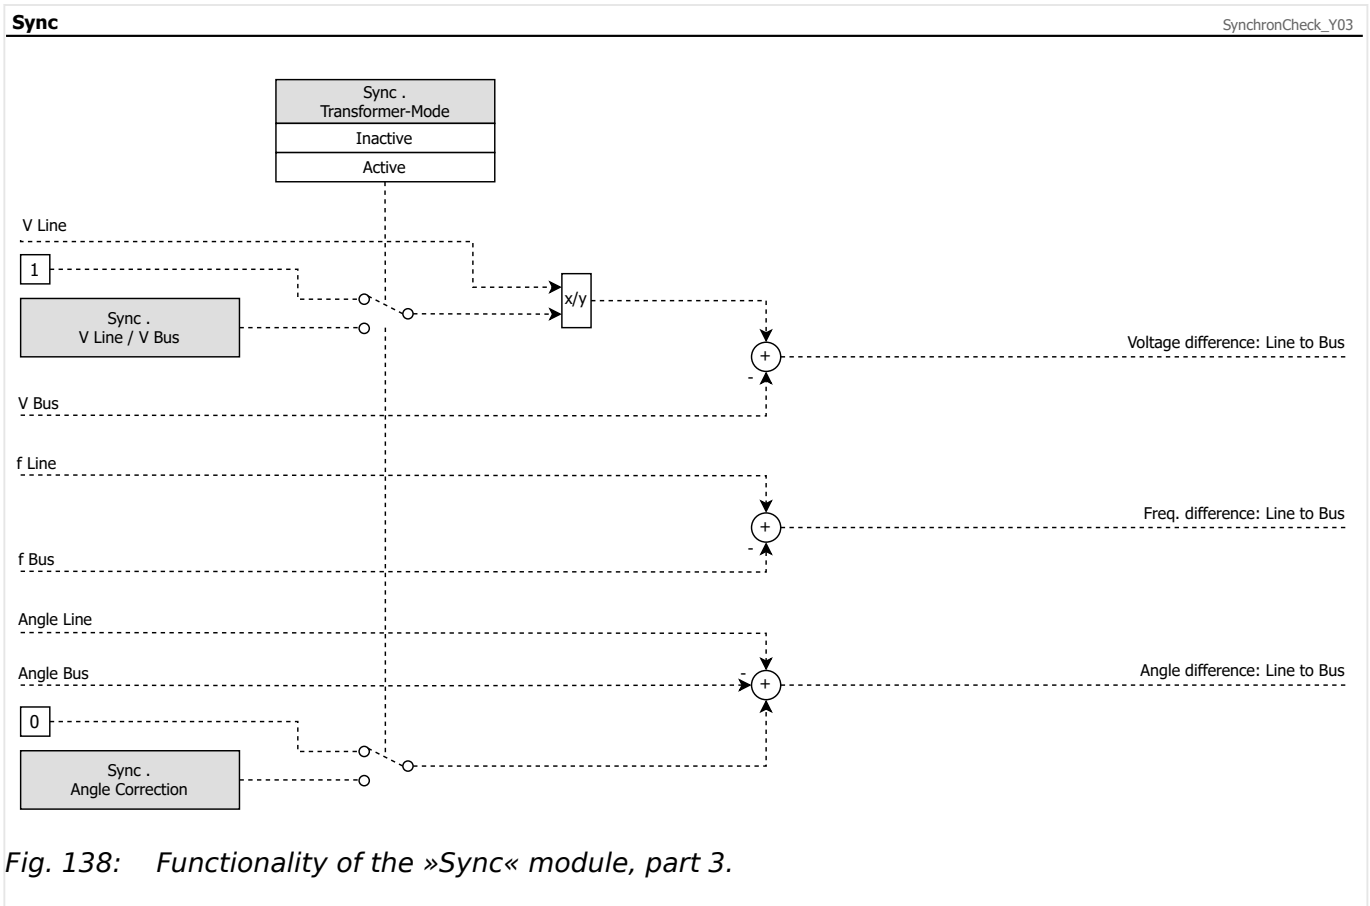 Sync
SynchronCheck_Y03
Sync .
Transformer-Mode
Inactive
Active
V Line
1
Sync .
V Line / V Bus
x/y
+
-
Voltage difference: Line to Bus
V Bus
f Line
+
-
Freq. difference: Line to Bus
f Bus
Angle Line
Angle Bus
-
+
Angle difference: Line to Bus
0
Sync .
Angle Correction
Fig. 138: Functionality of the »Sync« module, part 3.